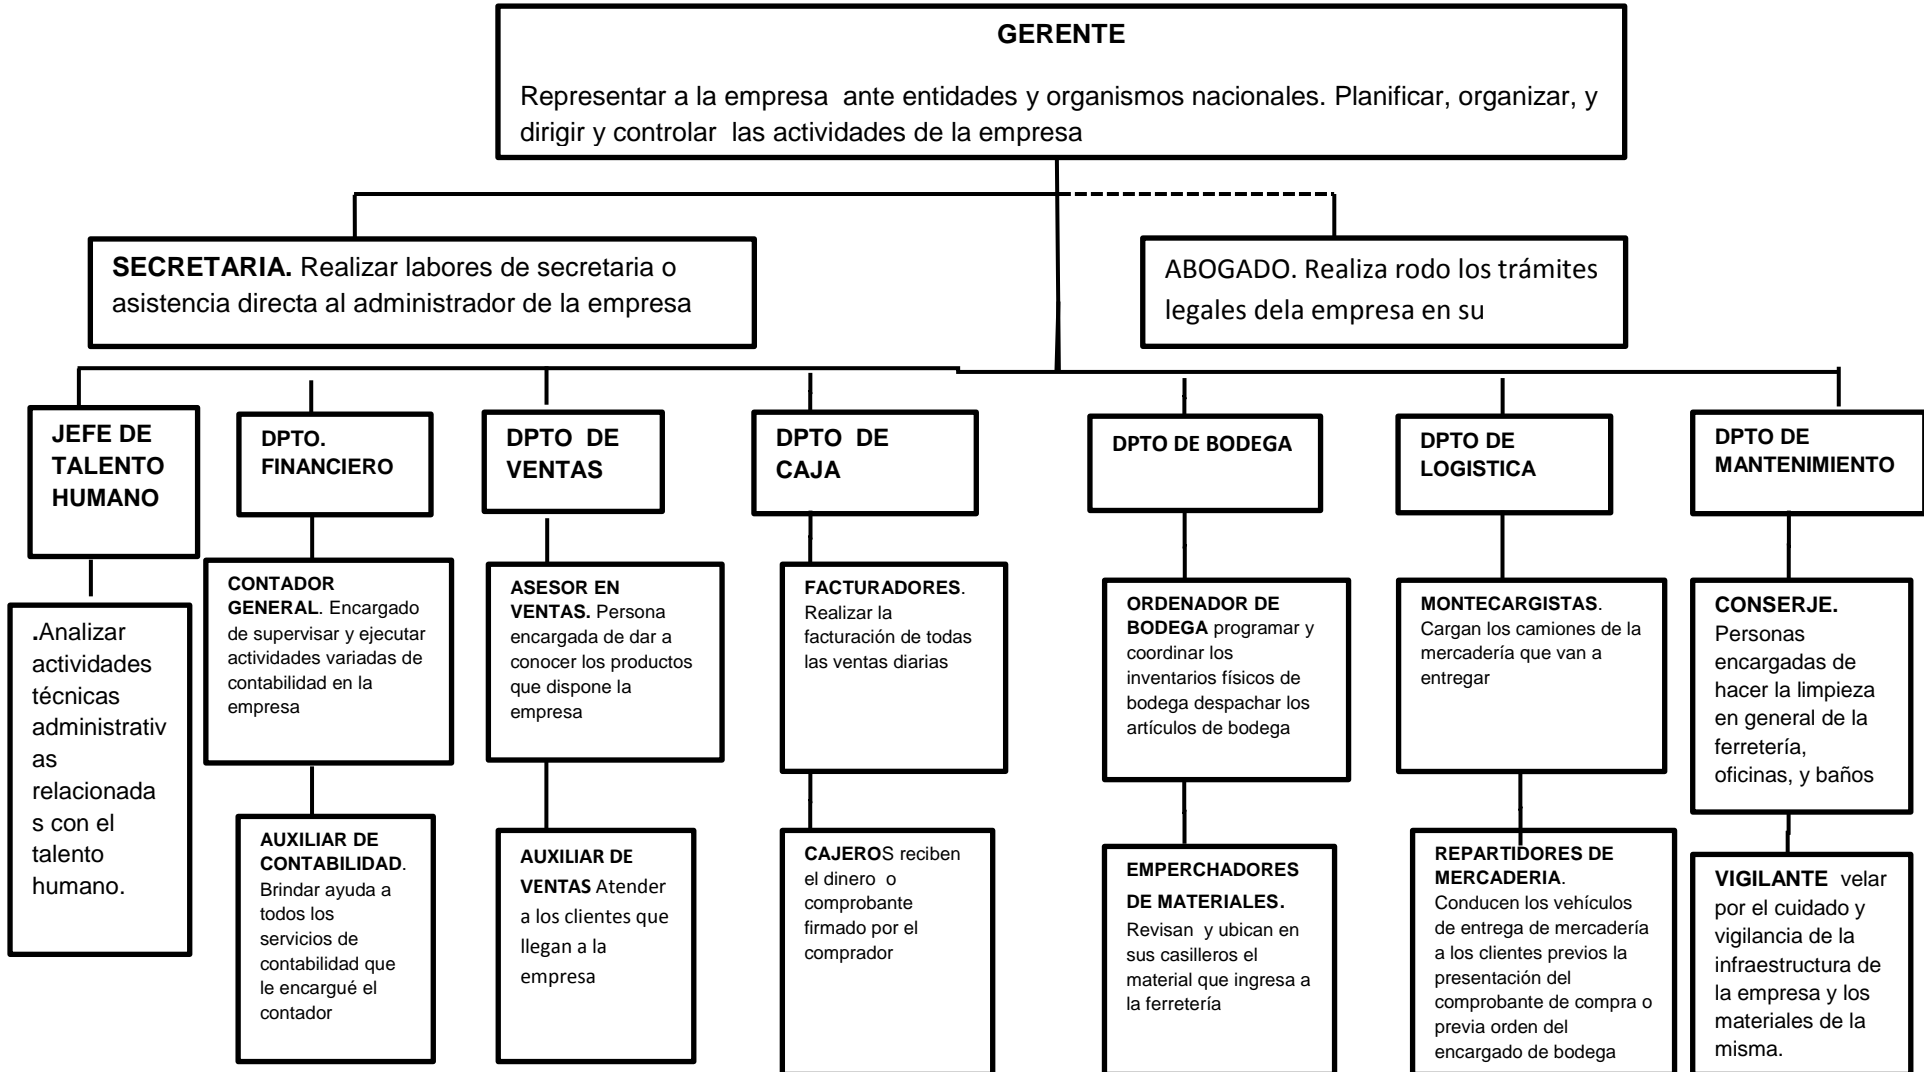 GERENTE
Representar a la empresa  ante entidades y organismos nacionales. Planificar, organizar, y
dirigir y controlar  las actividades de la empresa
SECRETARIA. Realizar labores de secretaria o
asistencia directa al administrador de la empresa
ABOGADO. Realiza rodo los trámites
legales dela empresa en su
JEFE DE
TALENTO
HUMANO
DPTO.
FINANCIERO
DPTO  DE
VENTAS
DPTO  DE
CAJA
DPTO DE BODEGA
DPTO DE
LOGISTICA
DPTO DE
MANTENIMIENTO
.Analizar
actividades
técnicas
administrativ
as
relacionada
s con el
talento
humano.
CONTADOR
GENERAL. Encargado
de supervisar y ejecutar
actividades variadas de
contabilidad en la
empresa
ASESOR EN
VENTAS. Persona
encargada de dar a
conocer los productos
que dispone la
empresa
FACTURADORES.
Realizar la
facturación de todas
las ventas diarias
ORDENADOR DE
BODEGA programar y
coordinar los
inventarios físicos de
bodega despachar los
artículos de bodega
MONTECARGISTAS.
Cargan los camiones de la
mercadería que van a
entregar
CONSERJE.
Personas
encargadas de
hacer la limpieza
en general de la
ferretería,
oficinas, y baños
AUXILIAR DE
CONTABILIDAD.
Brindar ayuda a
todos los
servicios de
contabilidad que
le encargué el
contador
AUXILIAR DE
VENTAS Atender
a los clientes que
llegan a la
empresa
CAJEROS reciben
el dinero  o
comprobante
firmado por el
comprador
EMPERCHADORES
DE MATERIALES.
Revisan  y ubican en
sus casilleros el
material que ingresa a
la ferretería
REPARTIDORES DE
MERCADERIA.
Conducen los vehículos
de entrega de mercadería
a los clientes previos la
presentación del
comprobante de compra o
previa orden del
encargado de bodega
VIGILANTE  velar
por el cuidado y
vigilancia de la
infraestructura de
la empresa y los
materiales de la
misma.